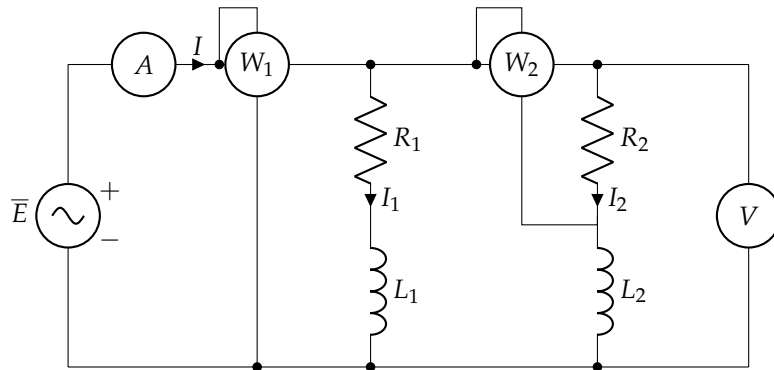 I
A
W₁
W₂
R₁
R₂
E̅
+
−
I₁
I₂
V
L₁
L₂